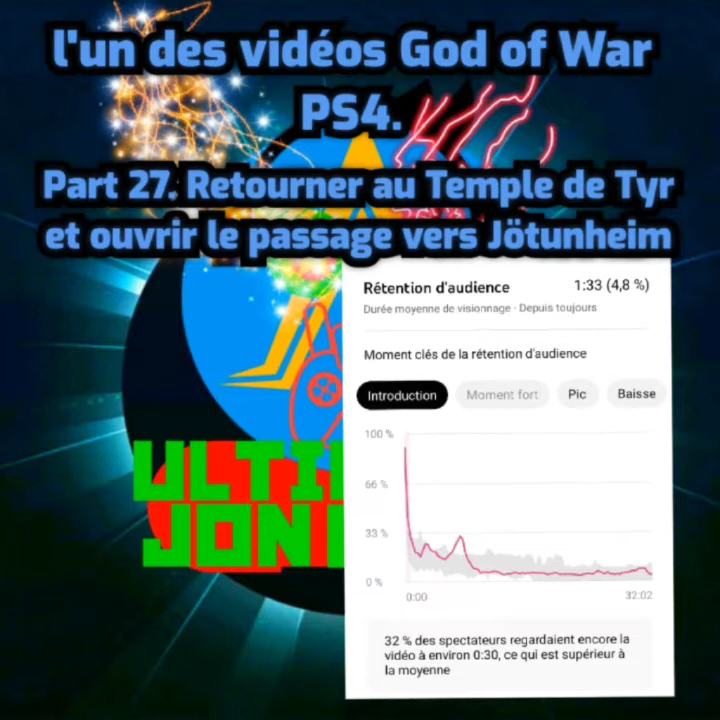 l'un des vidéos God of War
PS4.
Part 27. Retourner au Temple de Tyr
et ouvrir le passage vers Jötunheim
Rétention d'audience 1:33 (4,8 %)
Durée moyenne de visionnage · Depuis toujours
Moment clés de la rétention d'audience
Introduction Moment fort Pic Baisse
100 %
66 %
33 %
0 %
0:00 32:02
32 % des spectateurs regardaient encore la
vidéo à environ 0:30, ce qui est supérieur à
la moyenne
ULTI
JON